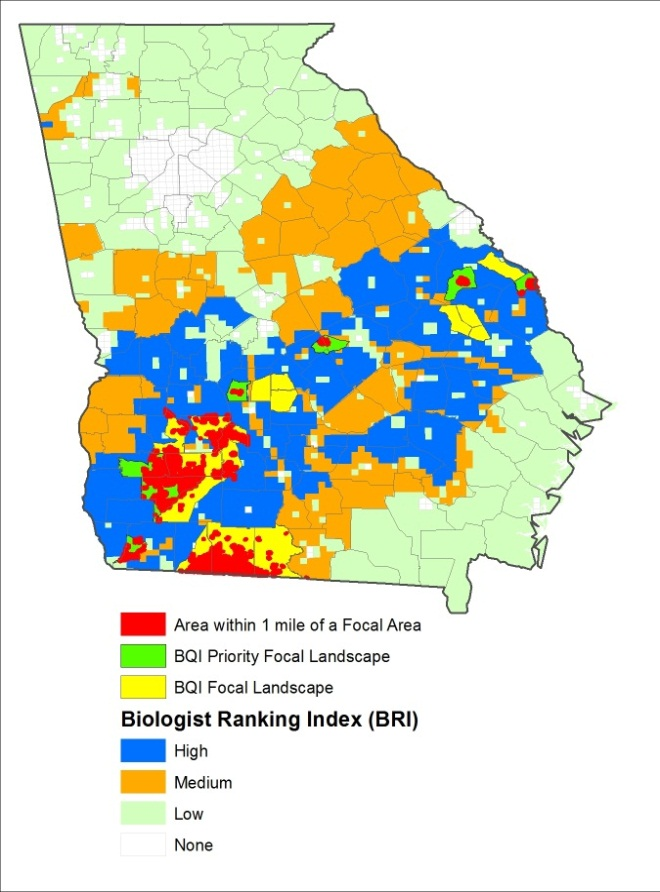 Area within 1 mile of a Focal Area
BQI Priority Focal Landscape
BQI Focal Landscape
Biologist Ranking Index (BRI)
High
Medium
Low
None